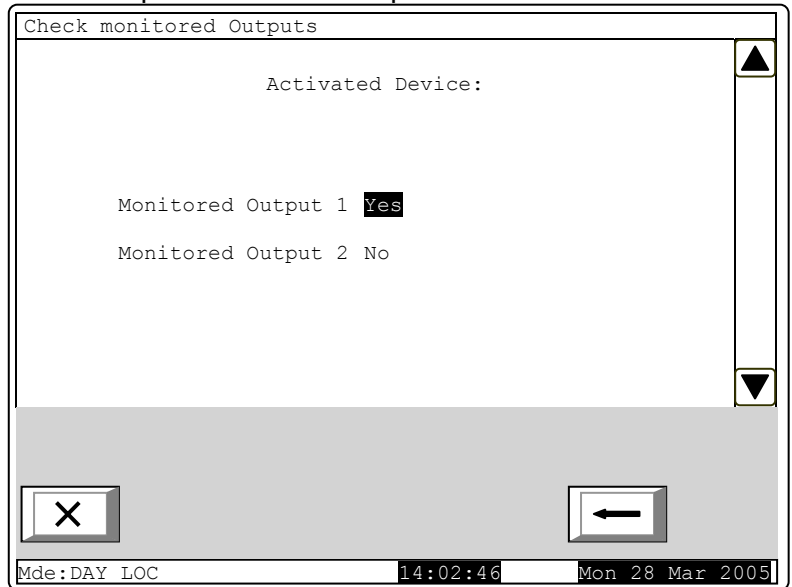 Check monitored Outputs
Activated Device:
Monitored Output 1 Yes
Monitored Output 2 No
Mde:DAY LOC 14:02:46 Mon 28 Mar 2005